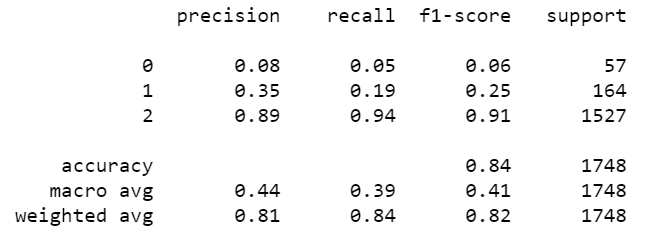 precision recall f1-score support
0 0.08 0.05 0.06 57
1 0.35 0.19 0.25 164
2 0.89 0.94 0.91 1527
accuracy 0.84 1748
macro avg 0.44 0.39 0.41 1748
weighted avg 0.81 0.84 0.82 1748